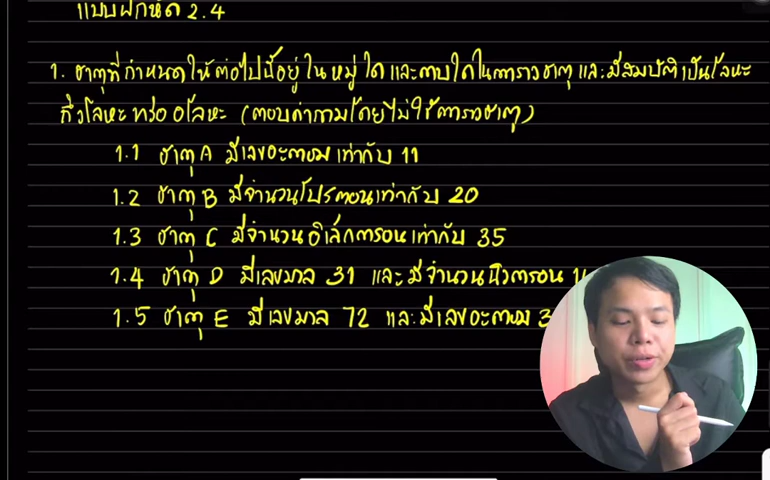 แบบฝึกหัด 2.4
1. ธาตุที่กำหนดให้ต่อไปนี้อยู่ในหมู่ใดและคาบใดในตารางธาตุและมีสมบัติเป็นโลหะ
กึ่งโลหะ หรือ อโลหะ (ตอบคำถามโดยไม่ใช้ตารางธาตุ)
1.1 ธาตุ A มีเลขอะตอมเท่ากับ 11
1.2 ธาตุ B มีจำนวนโปรตอนเท่ากับ 20
1.3 ธาตุ C มีจำนวนอิเล็กตรอนเท่ากับ 35
1.4 ธาตุ D มีเลขมวล 31 และมีจำนวนนิวตรอน
1.5 ธาตุ E มีเลขมวล 72 และมีเลขอะตอม 3